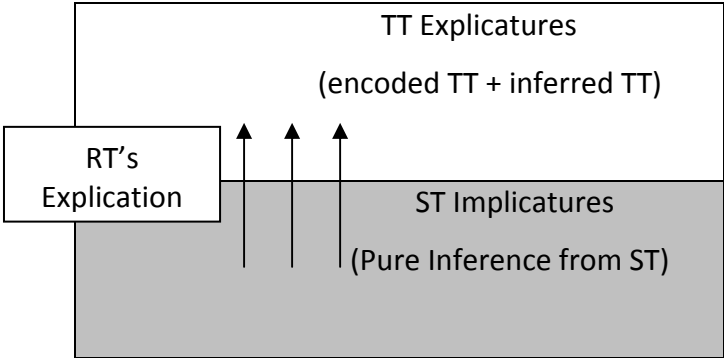 TT Explicatures
(encoded TT + inferred TT)
RT’s
Explication
ST Implicatures
(Pure Inference from ST)